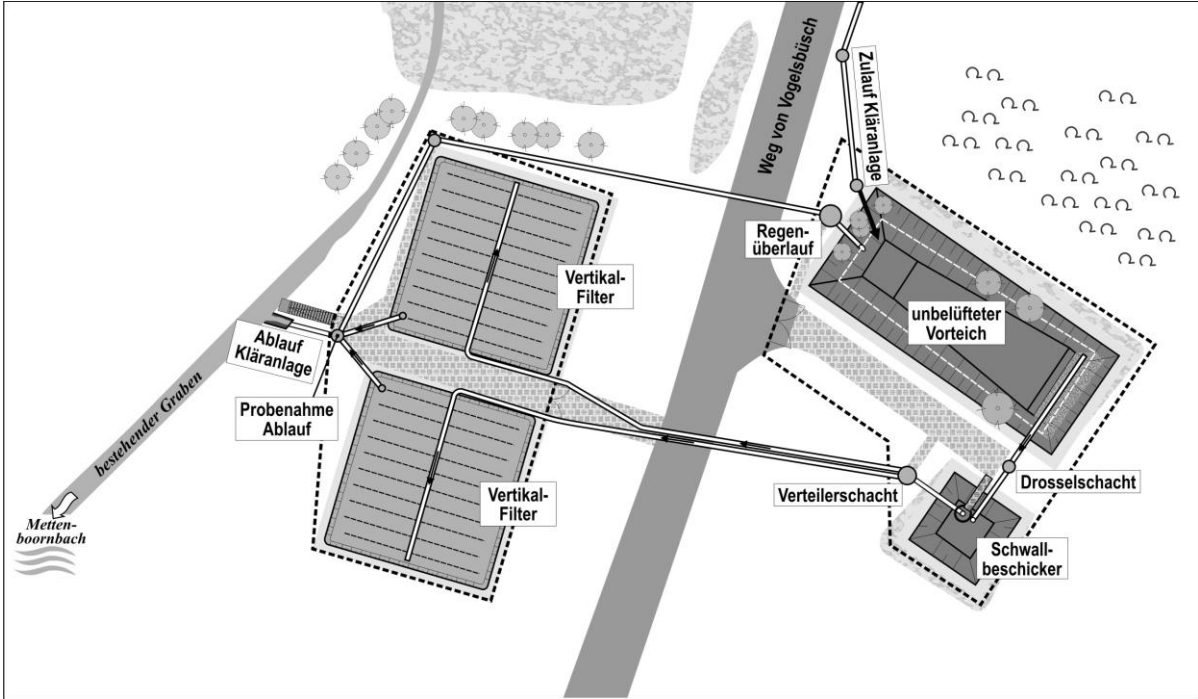 Weg von Vogelsbüsch
Zulauf Kläranlage
Regen-
überlauf
unbelüfteter
Vorteich
Vertikal-
Filter
Ablauf
Kläranlage
Probenahme
Ablauf
bestehender Graben
Vertikal-
Filter
Verteilerschacht
Drosselschacht
Schwall-
beschicker
Metten-
boornbach